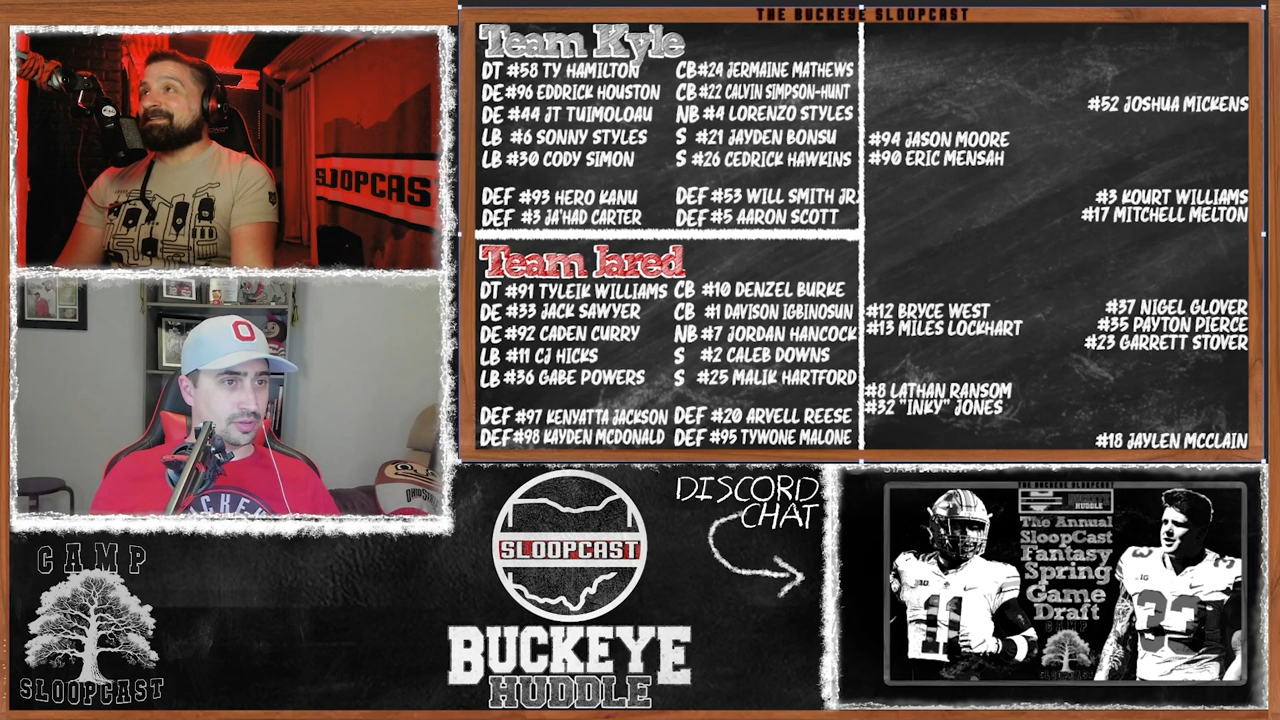 THE BUCKEYE SLOOPCAST
Team Kyle
DT #58 TY HAMILTON
DE #96 EDDRICK HOUSTON
DE #44 JT TUIMOLOAU
LB #6 SONNY STYLES
LB #30 CODY SIMON
DEF #93 HERO KANU
DEF #3 JA'HAD CARTER
CB #24 JERMAINE MATHEWS
CB #22 CALVIN SIMPSON-HUNT
NB #4 LORENZO STYLES
S #21 JAYDEN BONSU
S #26 CEDRICK HAWKINS
DEF #53 WILL SMITH JR.
DEF #5 AARON SCOTT
Team Jared
DT #91 TYLEIK WILLIAMS
DE #33 JACK SAWYER
DE #92 CADEN CURRY
LB #11 CJ HICKS
LB #36 GABE POWERS
DEF #97 KENYATTA JACKSON
DEF #98 KAYDEN MCDONALD
CB #10 DENZEL BURKE
CB #1 DAVISON IGBINOSUN
NB #7 JORDAN HANCOCK
S #2 CALEB DOWNS
S #25 MALIK HARTFORD
DEF #20 ARVELL REESE
DEF #95 TYWONE MALONE
#52 JOSHUA MICKENS
#94 JASON MOORE
#90 ERIC MENSAH
#3 KOURT WILLIAMS
#17 MITCHELL MELTON
#12 BRYCE WEST
#13 MILES LOCKHART
#37 NIGEL GLOVER
#35 PAYTON PIERCE
#23 GARRETT STOVER
#8 LATHAN RANSOM
#32 "INKY" JONES
#18 JAYLEN MCCLAIN
SLOOPCAS
O
CAMP
SLOOPCAST
SLOOPCAST
BUCKEYE
HUDDLE
DISCORD
CHAT
THE BUCKEYE SLOOPCAST
BUCKEYE
HUDDLE
The Annual
SloopCast
Fantasy
Spring
Game
Draft
CAMP
11
33